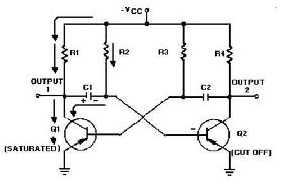 -VCC
R1
R2
R3
R4
OUTPUT
1
C1
C2
OUTPUT
2
+ -
Q1
(SATURATED)
-
Q2
(CUT OFF)